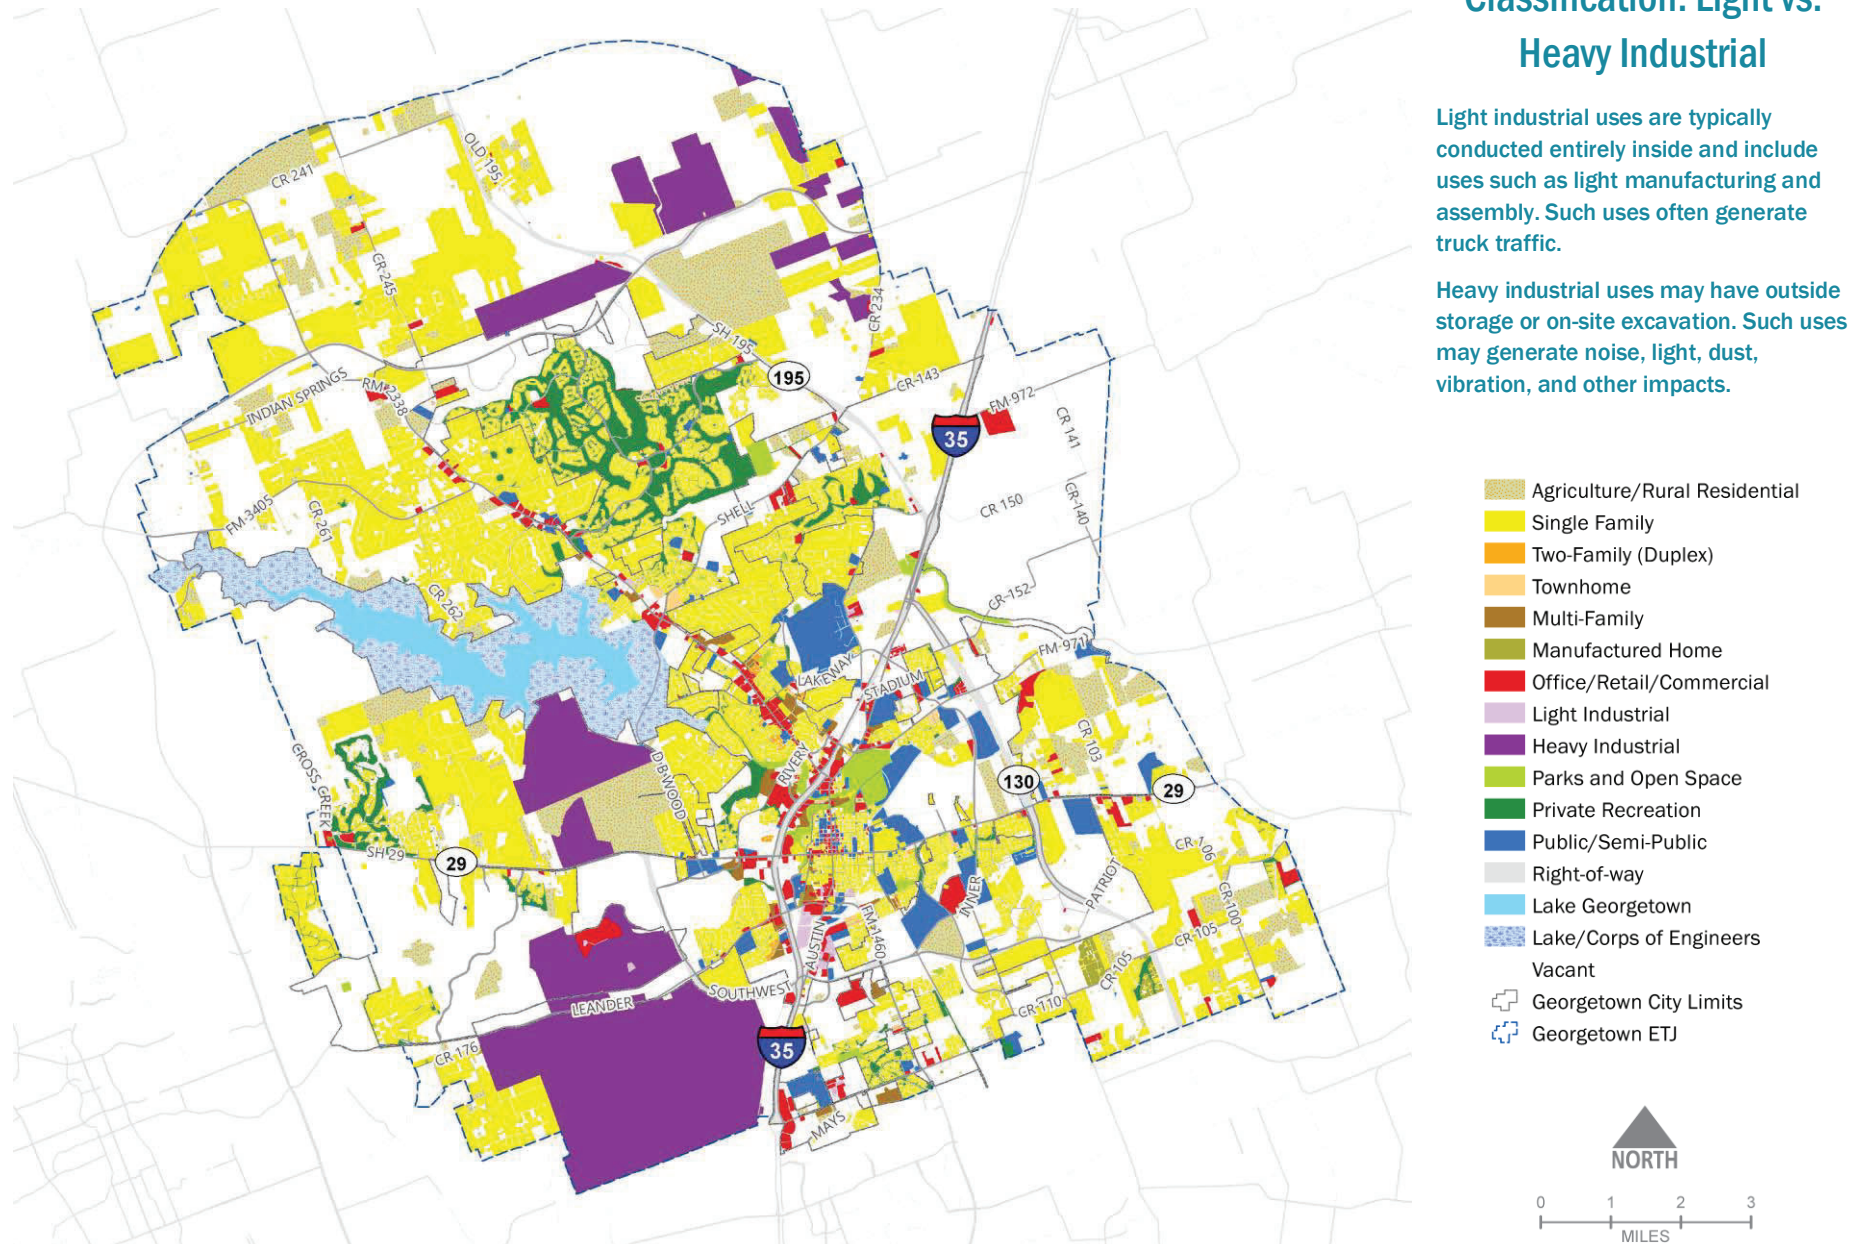 Classification: Light vs.
Heavy Industrial
Light industrial uses are typically
conducted entirely inside and include
uses such as light manufacturing and
assembly. Such uses often generate
truck traffic.
Heavy industrial uses may have outside
storage or on-site excavation. Such uses
may generate noise, light, dust,
vibration, and other impacts.
Agriculture/Rural Residential
Single Family
Two-Family (Duplex)
Townhome
Multi-Family
Manufactured Home
Office/Retail/Commercial
Light Industrial
Heavy Industrial
Parks and Open Space
Private Recreation
Public/Semi-Public
Right-of-way
Lake Georgetown
Lake/Corps of Engineers
Vacant
Georgetown City Limits
Georgetown ETJ
NORTH
0 1 2 3
MILES
OLD 195
CR 241
CR 245
CR 234
SH 195
195
CR 143
INDIAN SPRINGS
RM 2338
FM-972
35
CR 141
CR 150
CR-140
SHELL
FM-3405
CR 261
CR 262
CR-152
FM-971
LAKEWAY
STADIUM
CR 103
CROSS CREEK
D B WOOD
RIVERY
130
29
SH 29
29
CR 106
PATRIOT
INNER
CR-100
CR-105
FM-1460
AUSTIN
CR-105
SOUTHWEST
LEANDER
CR-110
35
CR 176
MAYS